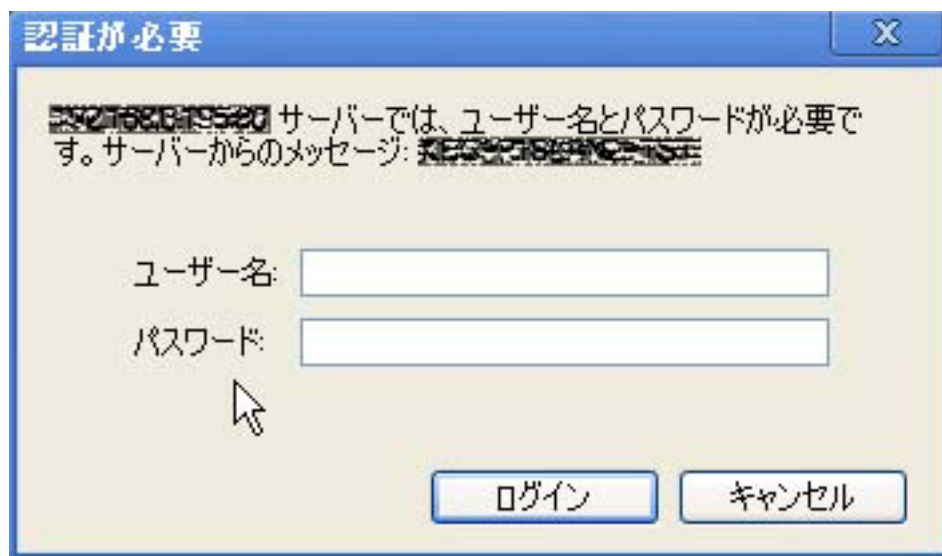 認証が必要
サーバーでは、ユーザー名とパスワードが必要で
す。サーバーからのメッセージ:
ユーザー名:
パスワード:
ログイン
キャンセル